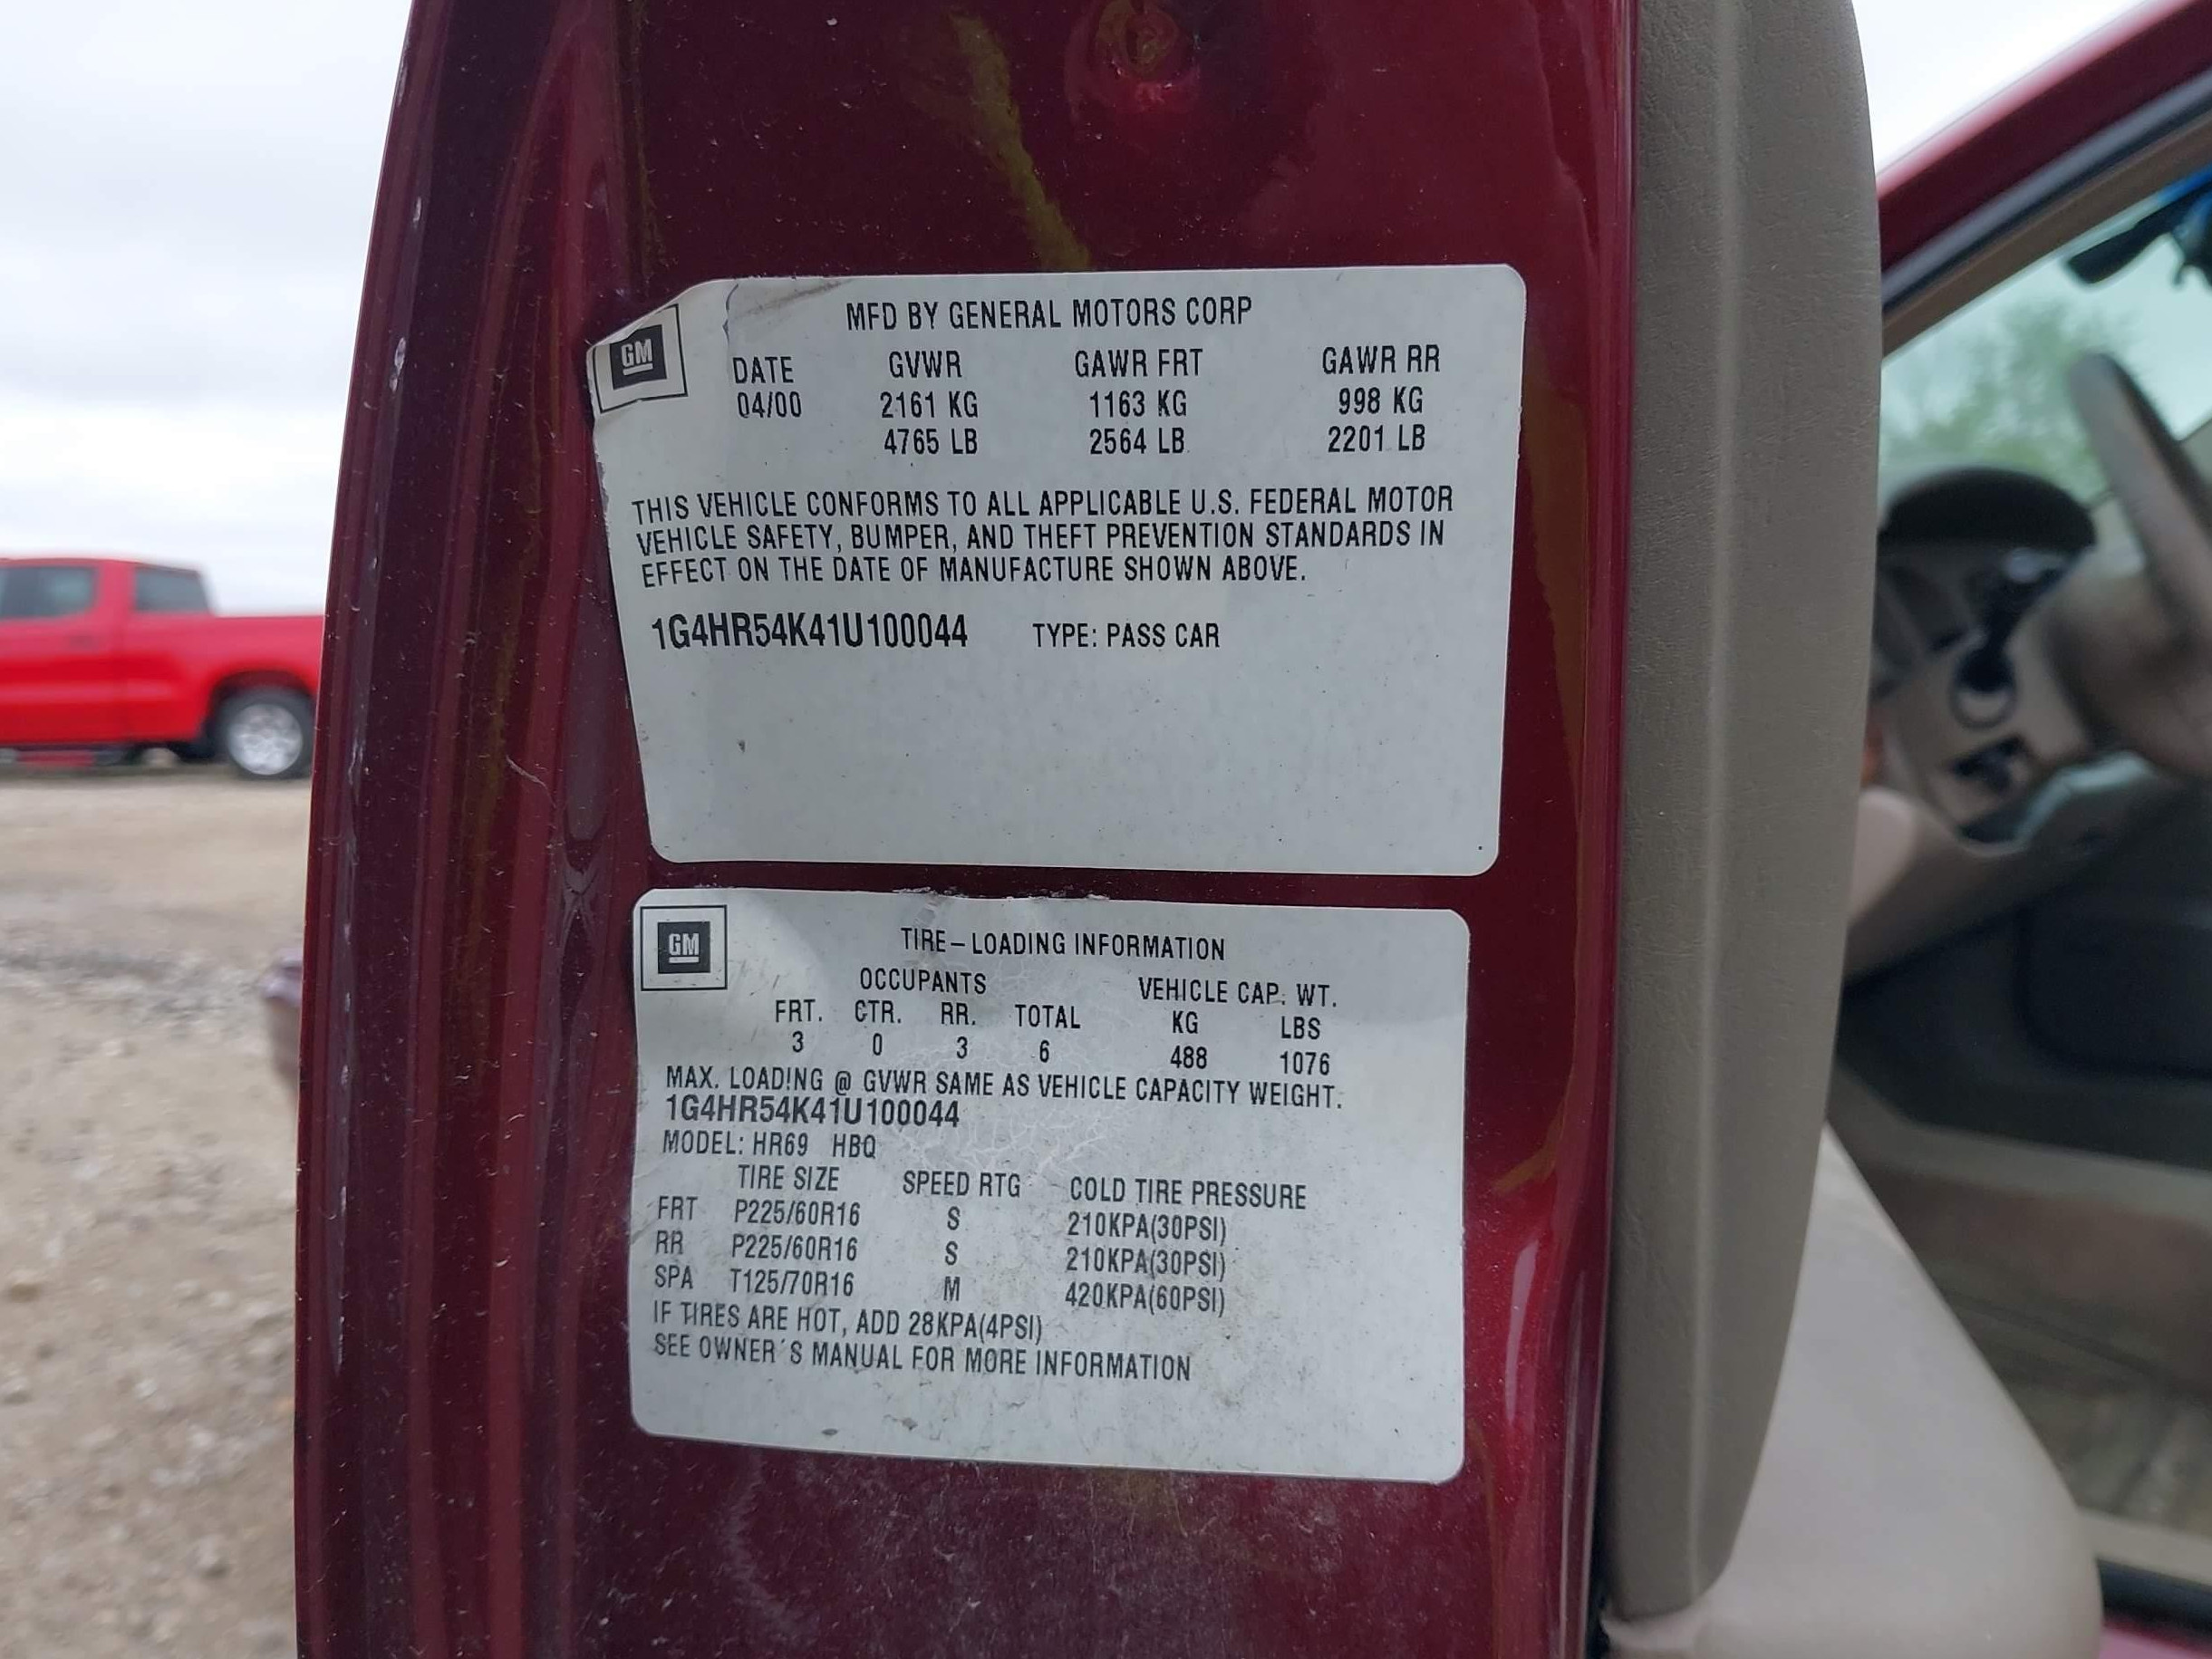 GM
MFD BY GENERAL MOTORS CORP
DATE GVWR GAWR FRT GAWR RR
04/00 2161 KG 1163 KG 998 KG
4765 LB 2564 LB 2201 LB
THIS VEHICLE CONFORMS TO ALL APPLICABLE U.S. FEDERAL MOTOR
VEHICLE SAFETY, BUMPER, AND THEFT PREVENTION STANDARDS IN
EFFECT ON THE DATE OF MANUFACTURE SHOWN ABOVE.
1G4HR54K41U100044 TYPE: PASS CAR
GM
TIRE-LOADING INFORMATION
OCCUPANTS VEHICLE CAP. WT.
FRT. CTR. RR. TOTAL KG LBS
3 0 3 6 488 1076
MAX. LOADING @ GVWR SAME AS VEHICLE CAPACITY WEIGHT.
1G4HR54K41U100044
MODEL: HR69 HBQ
TIRE SIZE SPEED RTG COLD TIRE PRESSURE
FRT P225/60R16 S 210KPA(30PSI)
RR P225/60R16 S 210KPA(30PSI)
SPA T125/70R16 M 420KPA(60PSI)
IF TIRES ARE HOT, ADD 28KPA(4PSI)
SEE OWNER´S MANUAL FOR MORE INFORMATION